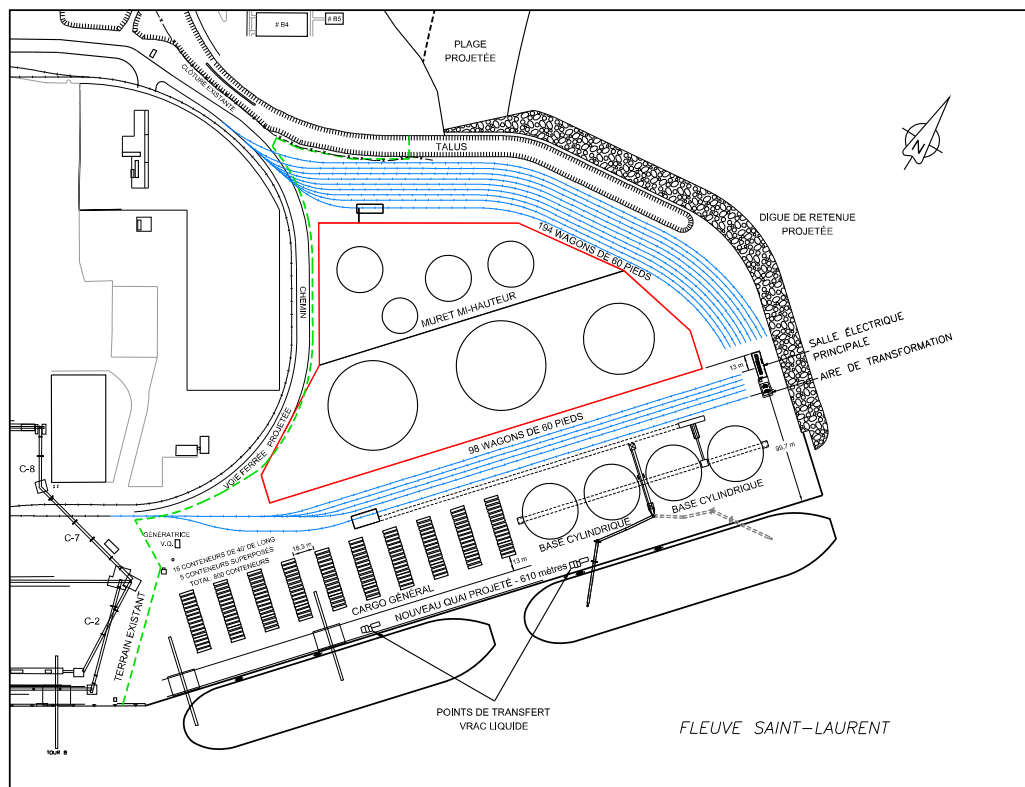 # B4
# B5
PLAGE
PROJETÉE
CLÔTURE EXISTANTE
TALUS
N
DIGUE DE RETENUE
PROJETÉE
194 WAGONS DE 60 PIEDS
CHEMIN
MURET MI-HAUTEUR
SALLE ÉLECTRIQUE
PRINCIPALE
13 m
AIRE DE TRANSFORMATION
98 WAGONS DE 60 PIEDS
VOIE FERRÉE PROJETÉE
99,7 m
C-8
C-7
C-2
GÉNÉRATRICE
V.Q.
BASE CYLINDRIQUE
BASE CYLINDRIQUE
16 CONTENEURS DE 40' DE LONG
5 CONTENEURS SUPERPOSÉS
TOTAL: 800 CONTENEURS
18,3 m
13 m
CARGO GÉNÉRAL
NOUVEAU QUAI PROJETÉ - 610 mètres
TERRAIN EXISTANT
POINTS DE TRANSFERT
VRAC LIQUIDE
FLEUVE SAINT-LAURENT
TOUR B